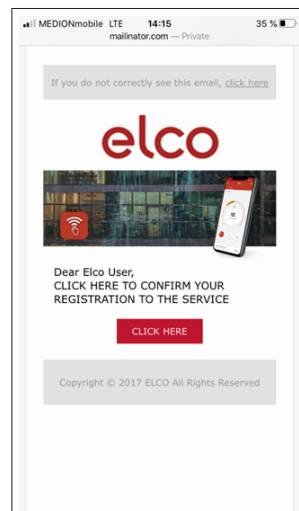 MEDIONmobile LTE 14:15 35 %
mailinator.com — Private
If you do not correctly see this email, click here
elco
Dear Elco User,
CLICK HERE TO CONFIRM YOUR
REGISTRATION TO THE SERVICE
CLICK HERE
Copyright © 2017 ELCO All Rights Reserved